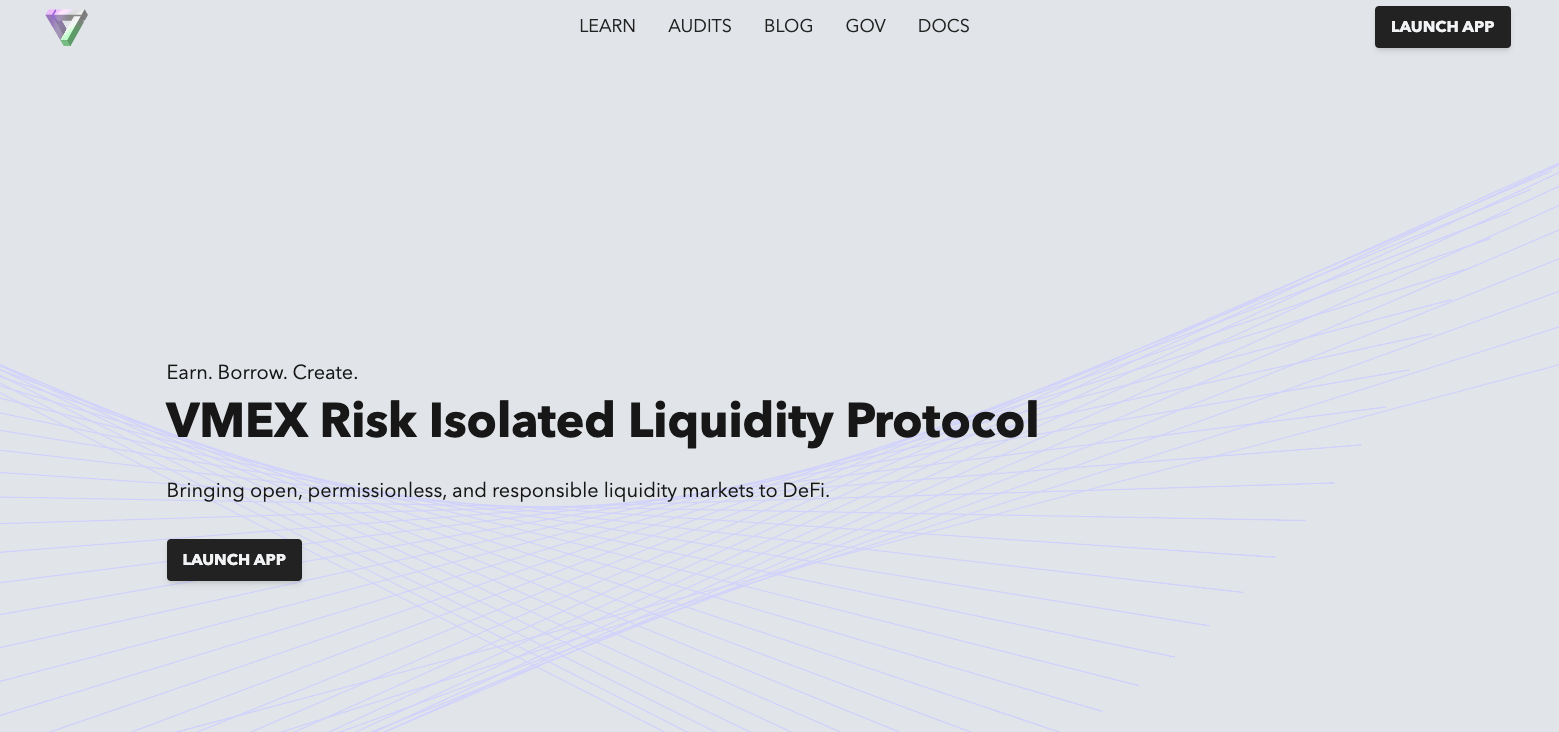 LEARN AUDITS BLOG GOV DOCS LAUNCH APP
Earn. Borrow. Create.
VMEX Risk Isolated Liquidity Protocol
Bringing open, permissionless, and responsible liquidity markets to DeFi.
LAUNCH APP